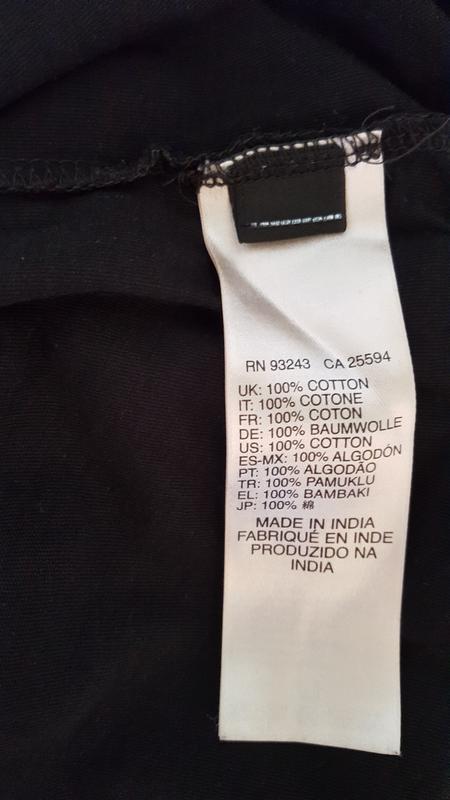 RN 93243 CA 25594
UK: 100% COTTON
IT: 100% COTONE
FR: 100% COTON
DE: 100% BAUMWOLLE
US: 100% COTTON
ES-MX: 100% ALGODÓN
PT: 100% ALGODÃO
TR: 100% PAMUKLU
EL: 100% BAMBAKI
JP: 100% 綿
MADE IN INDIA
FABRIQUÉ EN INDE
PRODUZIDO NA
INDIA